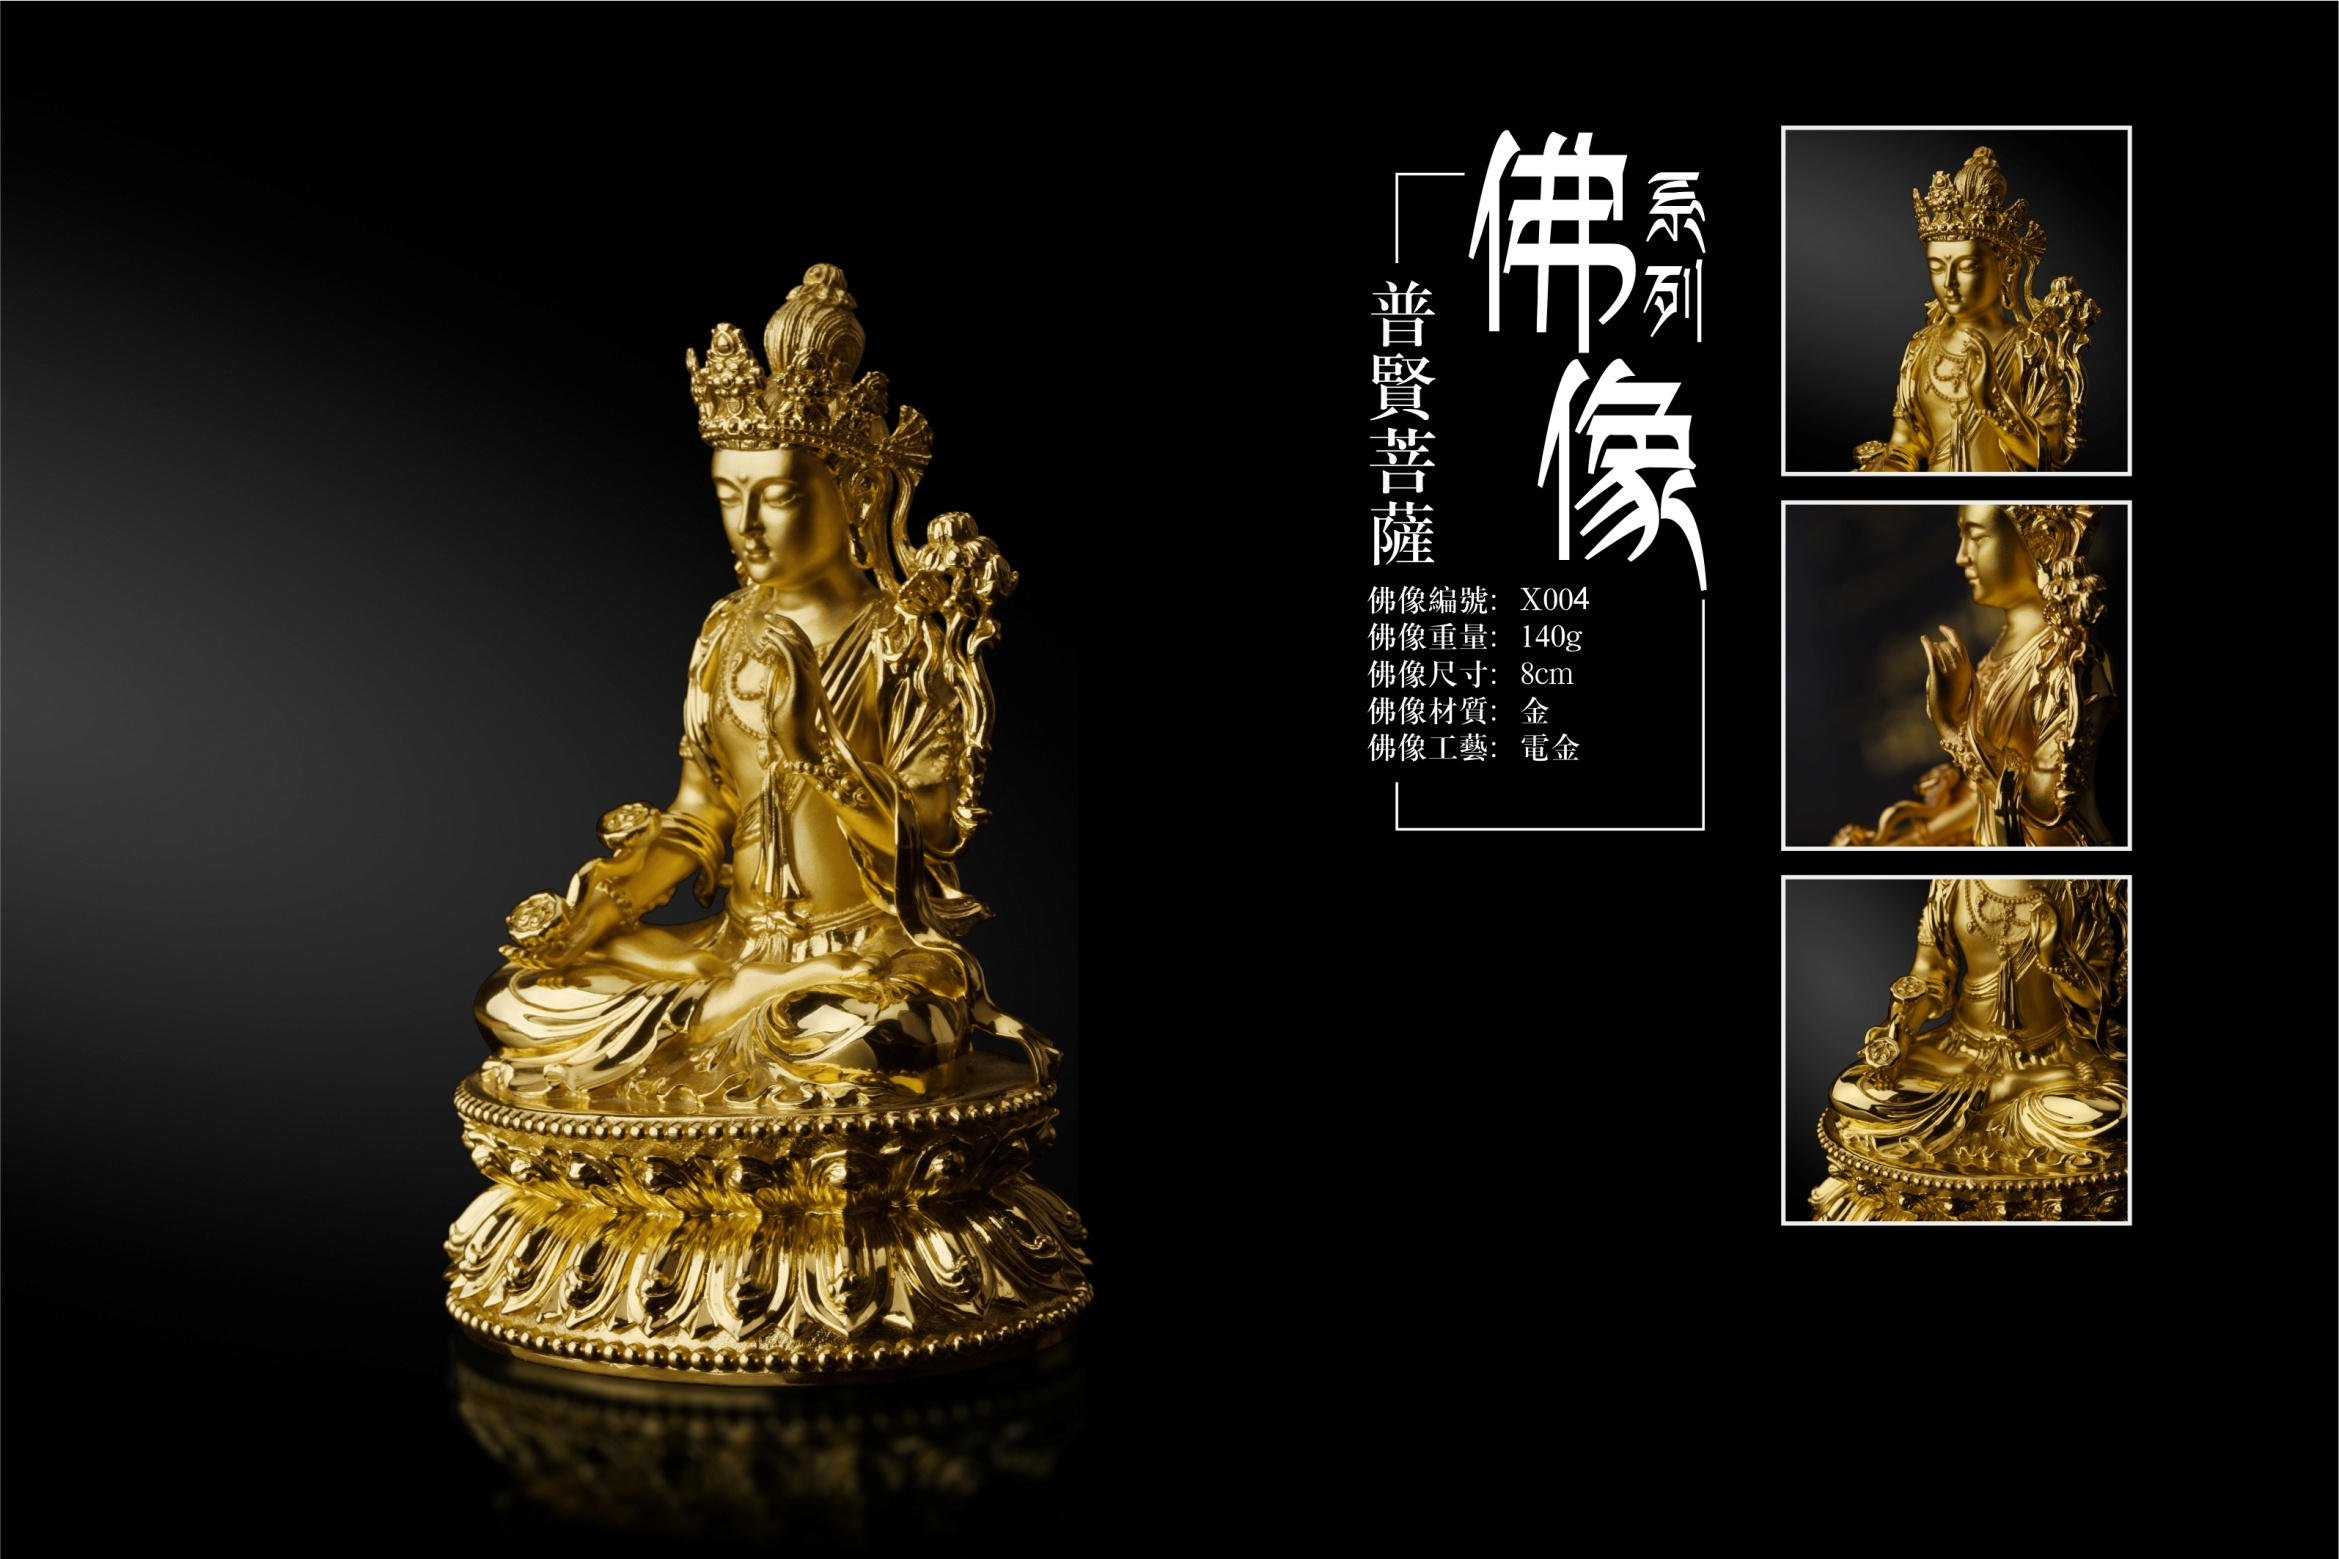 佛像
系列
普賢菩薩
佛像編號： X004
佛像重量： 140g
佛像尺寸： 8cm
佛像材質： 金
佛像工藝： 電金